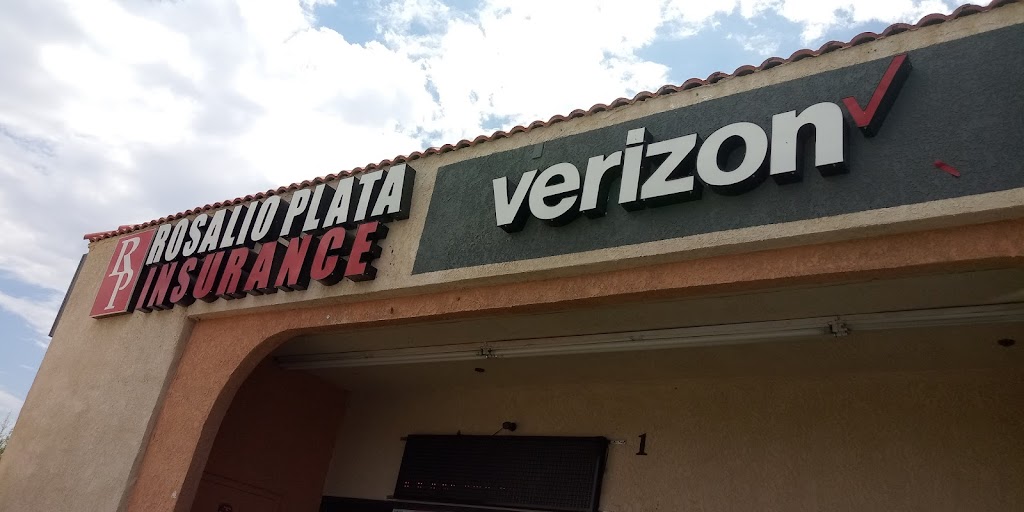 RP
ROSALIO PLATA
INSURANCE
verizon
1